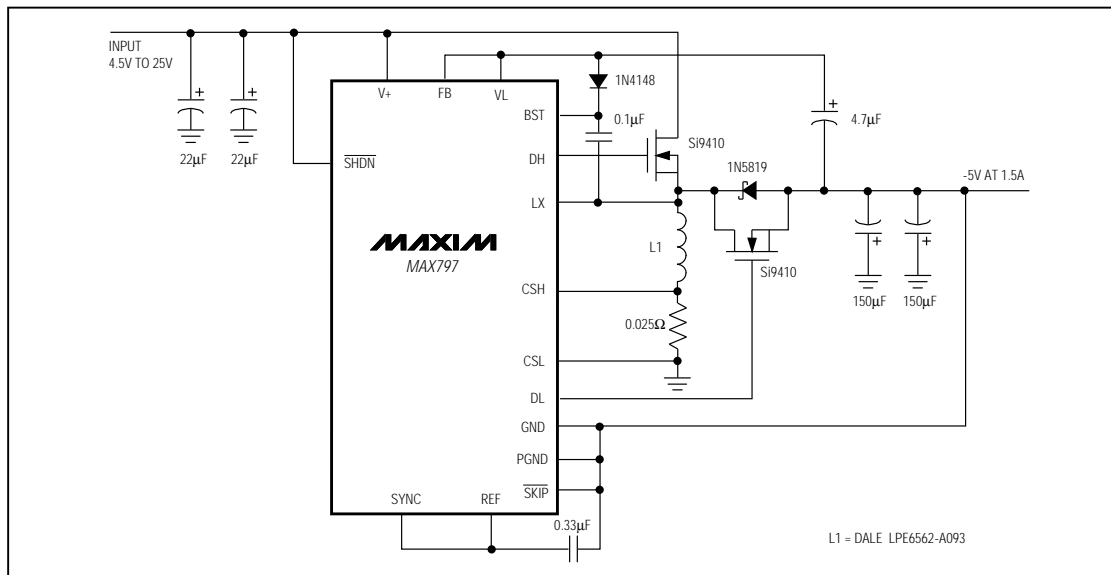 INPUT
4.5V TO 25V
22µF
22µF
V+
FB
VL
1N4148
BST
0.1µF
4.7µF
SHDN
DH
Si9410
1N5819
-5V AT 1.5A
LX
MAXIM
MAX797
L1
Si9410
CSH
150µF
150µF
0.025Ω
CSL
DL
GND
PGND
SKIP
SYNC
REF
0.33µF
L1 = DALE LPE6562-A093
+
+
+
+
+